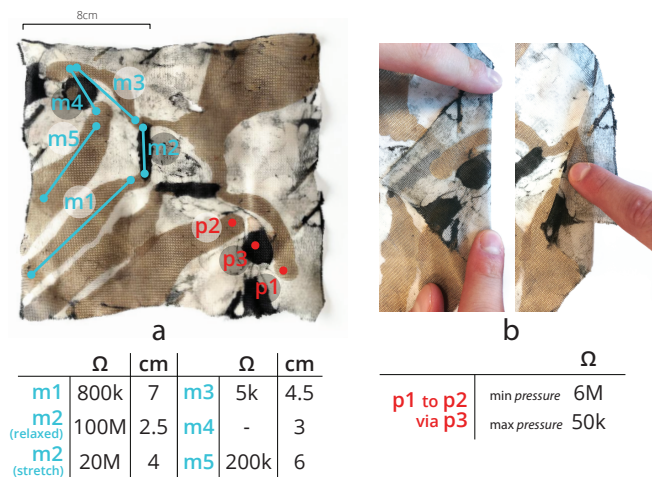 8cm
m3
m4
m5
m2
m1
p2
p3
p1
a
b
Ω cm Ω cm
m1 800k 7 m3 5k 4.5
m2 (relaxed) 100M 2.5 m4 - 3
m2 (stretch) 20M 4 m5 200k 6
Ω
p1 to p2 min pressure 6M
via p3 max pressure 50k